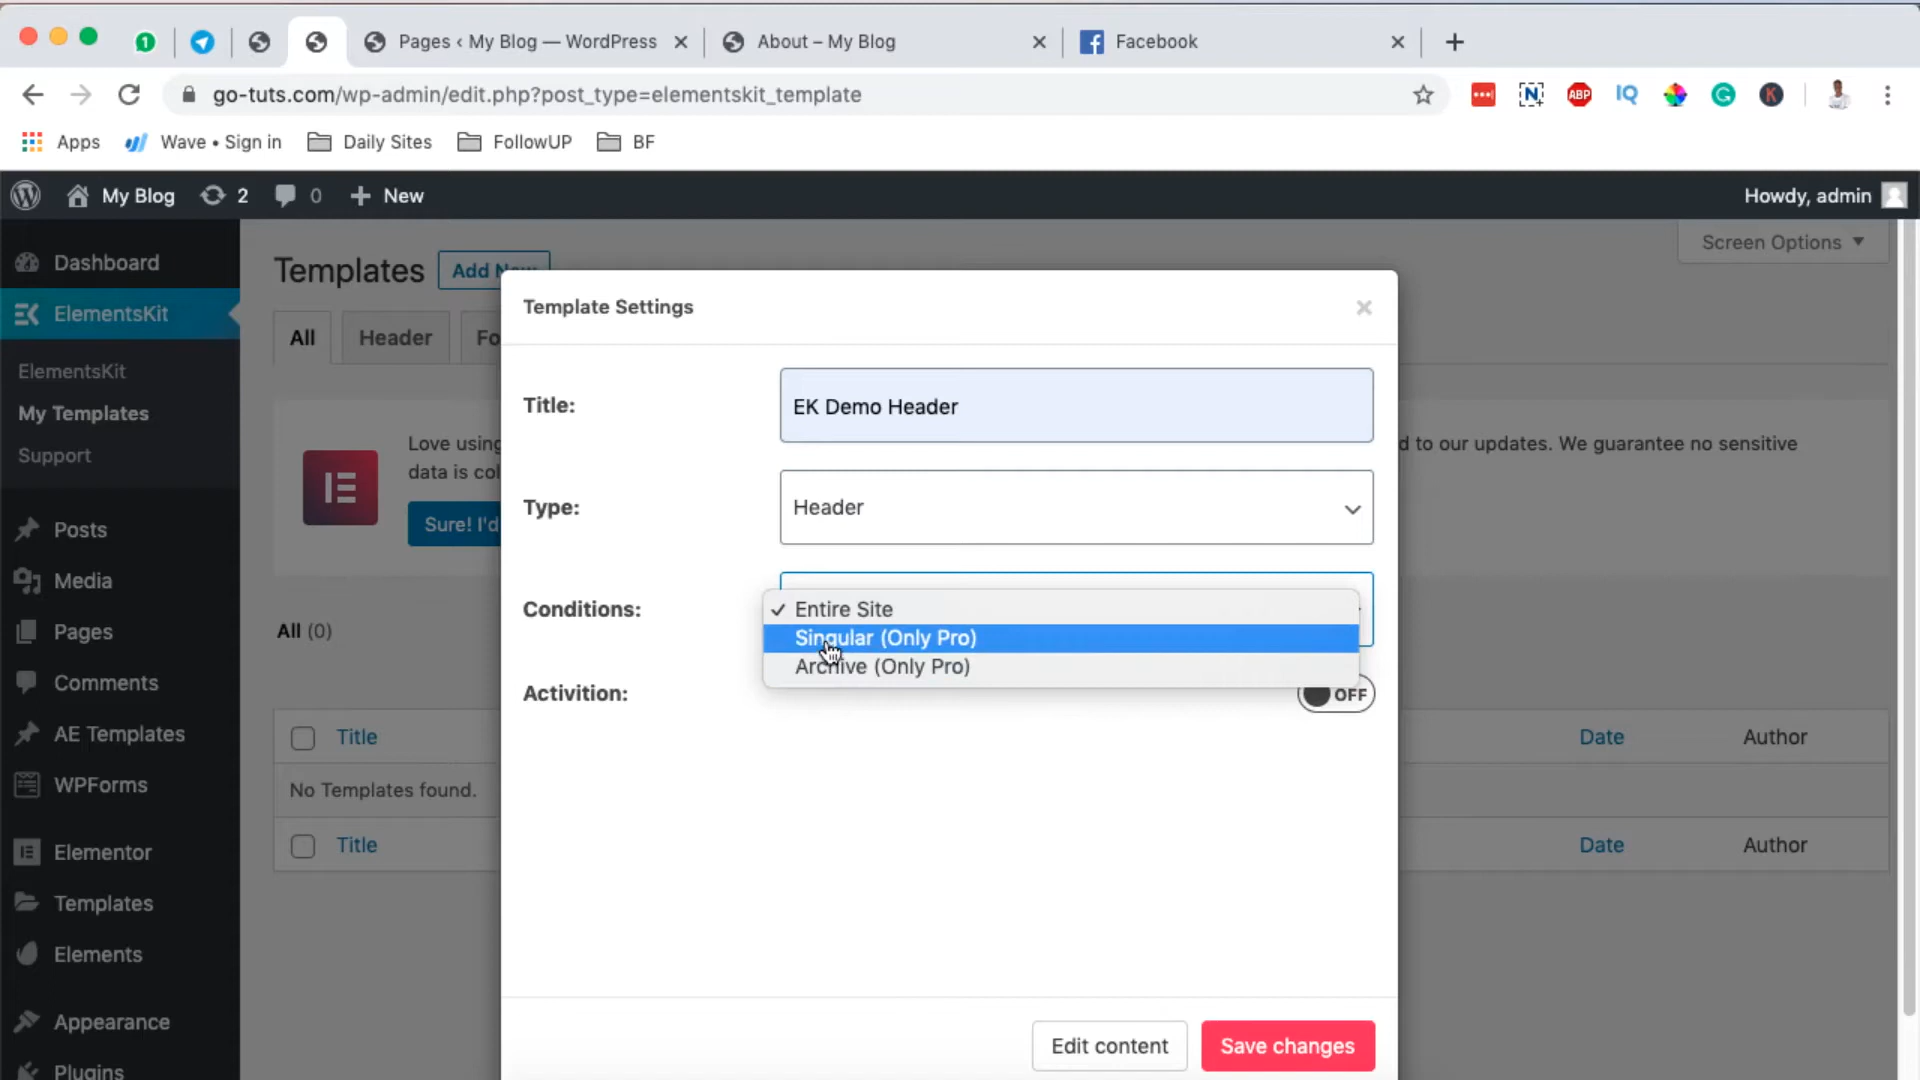 1
Pages ‹ My Blog — WordPress
About – My Blog
Facebook
go-tuts.com/wp-admin/edit.php?post_type=elementskit_template
ABP
IQ
G
K
Apps
Wave • Sign in
Daily Sites
FollowUP
BF
My Blog
2
0
New
Howdy, admin
Dashboard
ElementsKit
ElementsKit
My Templates
Support
Posts
Media
Pages
Comments
AE Templates
WPForms
Elementor
Templates
Elements
Appearance
Plugins
Templates
Add New
Screen Options
All
Header
Fo
Love using
d to our updates. We guarantee no sensitive
data is col
Sure! I'd
All (0)
Title
Date
Author
No Templates found.
Title
Date
Author
Template Settings
Title:
EK Demo Header
Type:
Header
Conditions:
Entire Site
Singular (Only Pro)
Archive (Only Pro)
Activition:
OFF
Edit content
Save changes